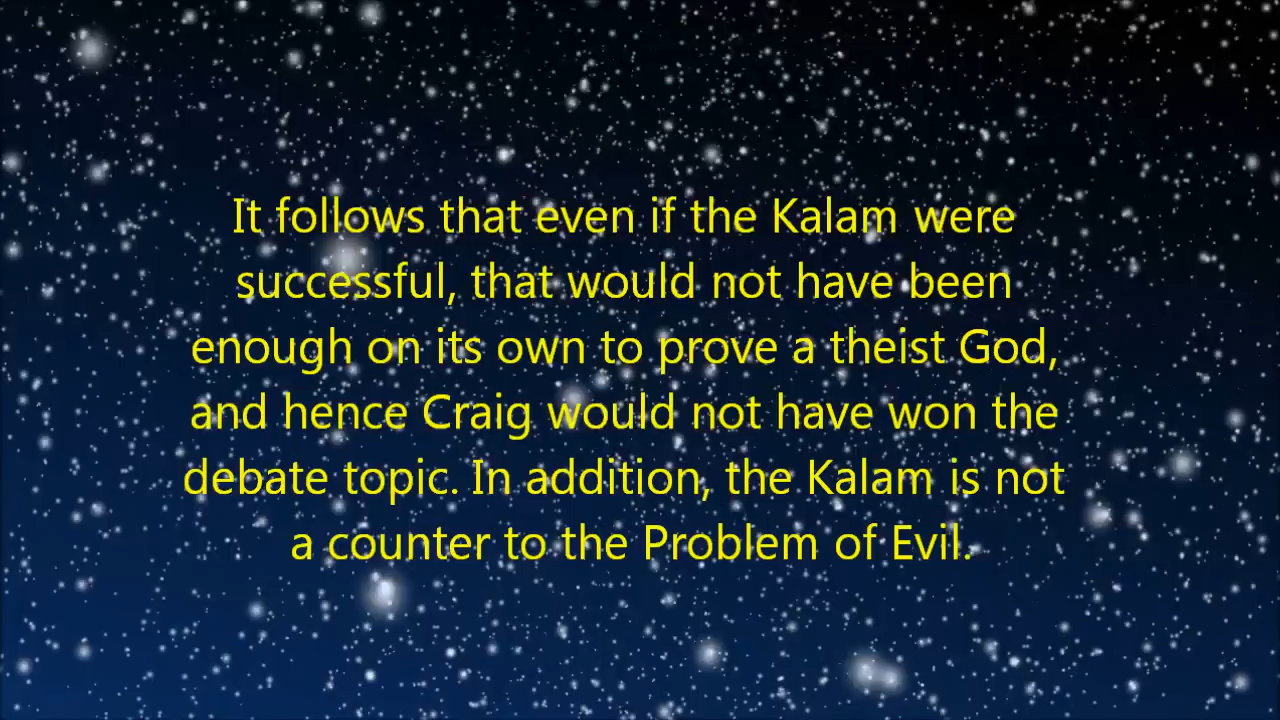 It follows that even if the Kalam were
successful, that would not have been
enough on its own to prove a theist God,
and hence Craig would not have won the
debate topic. In addition, the Kalam is not
a counter to the Problem of Evil.